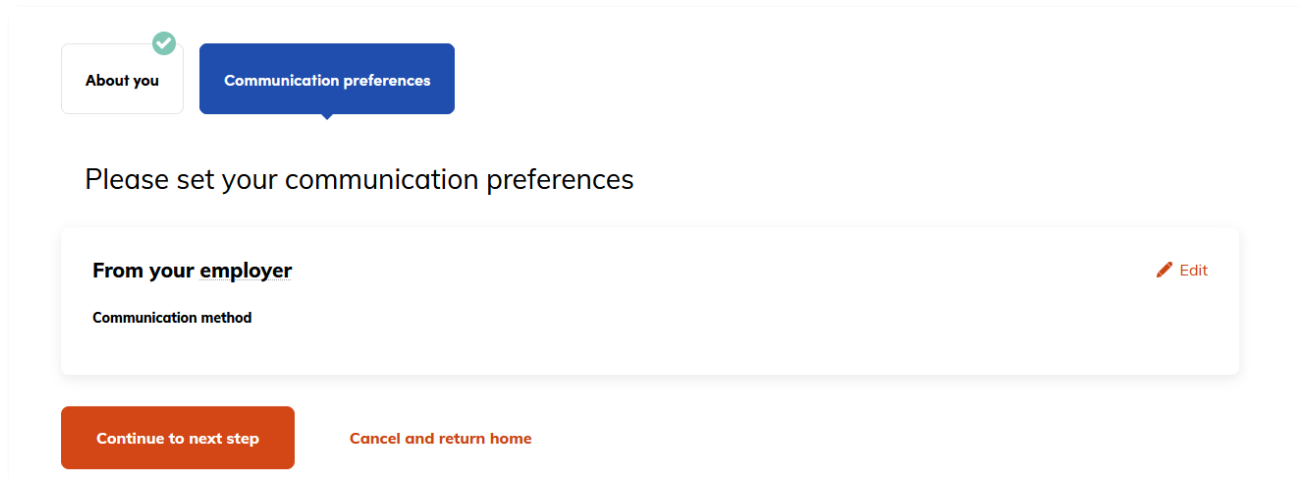 About you
Communication preferences
Please set your communication preferences
From your employer
Edit
Communication method
Continue to next step
Cancel and return home